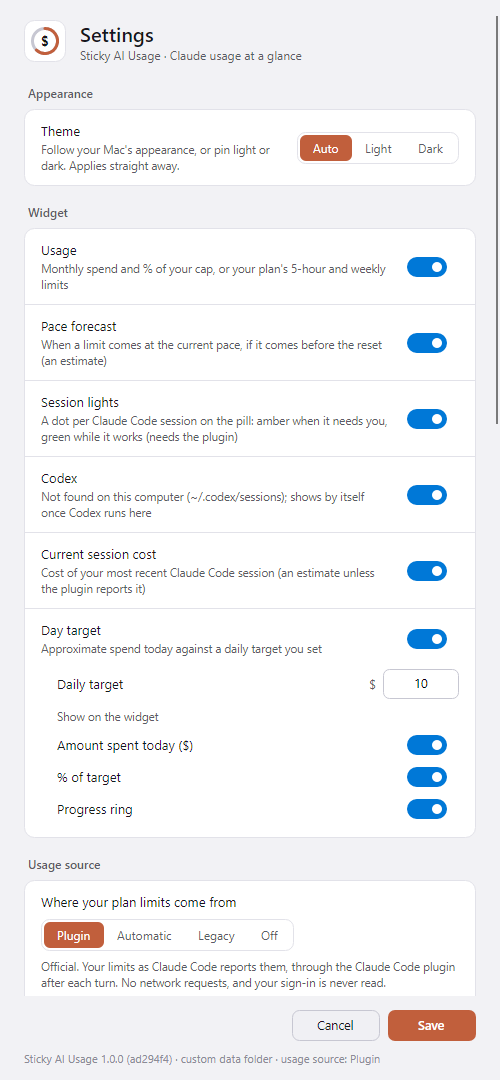 $
Settings
Sticky AI Usage · Claude usage at a glance
Appearance
Theme
Follow your Mac's appearance, or pin light or
dark. Applies straight away.
Auto
Light
Dark
Widget
Usage
Monthly spend and % of your cap, or your plan's 5-hour and weekly
limits
Pace forecast
When a limit comes at the current pace, if it comes before the reset
(an estimate)
Session lights
A dot per Claude Code session on the pill: amber when it needs you,
green while it works (needs the plugin)
Codex
Not found on this computer (~/.codex/sessions); shows by itself
once Codex runs here
Current session cost
Cost of your most recent Claude Code session (an estimate unless
the plugin reports it)
Day target
Approximate spend today against a daily target you set
Daily target
$ 10
Show on the widget
Amount spent today ($)
% of target
Progress ring
Usage source
Where your plan limits come from
Plugin
Automatic
Legacy
Off
Official. Your limits as Claude Code reports them, through the Claude Code plugin
after each turn. No network requests, and your sign-in is never read.
Cancel
Save
Sticky AI Usage 1.0.0 (ad294f4) · custom data folder · usage source: Plugin